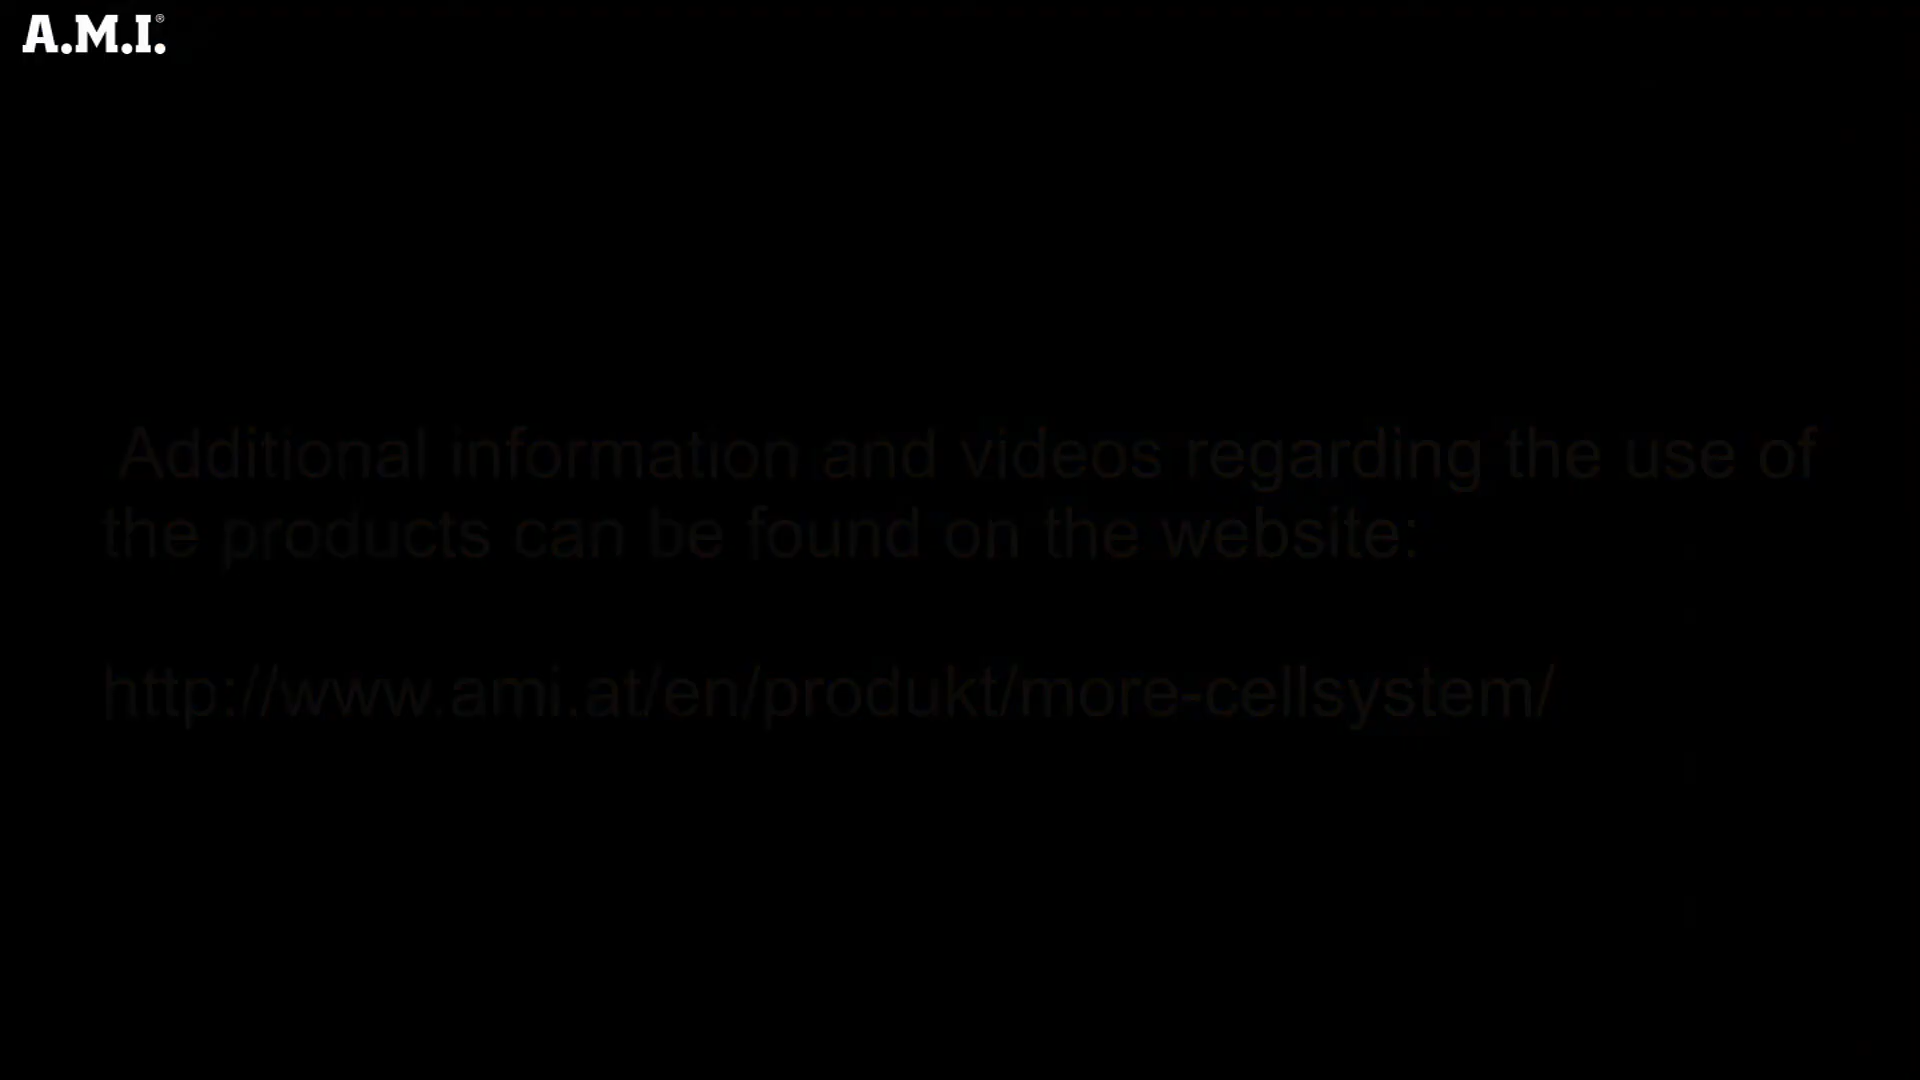 A.M.I.®
Additional information and videos regarding the use of
the products can be found on the website:
http://www.ami.at/en/produkt/more-cellsystem/